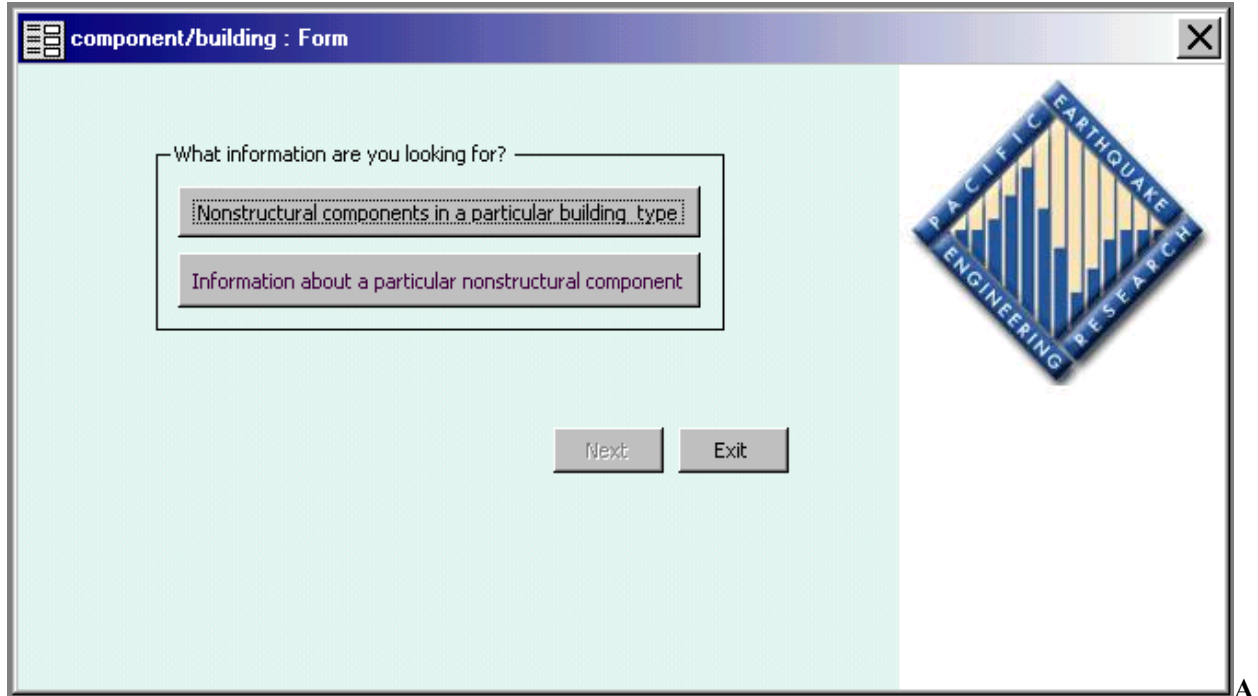 component/building : Form
What information are you looking for?
Nonstructural components in a particular building type
Information about a particular nonstructural component
Next
Exit
PACIFIC
EARTHQUAKE
ENGINEERING
RESEARCH
A